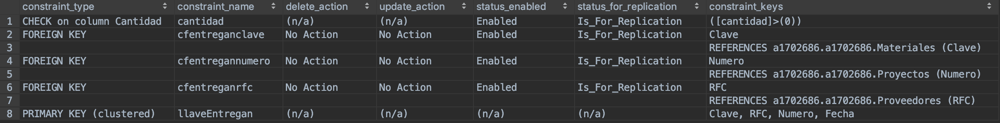 constraint_type constraint_name delete_action update_action status_enabled status_for_replication constraint_keys
1 CHECK on column Cantidad cantidad (n/a) (n/a) Enabled Is_For_Replication ([cantidad]>(0))
2 FOREIGN KEY cfentreganclave No Action No Action Enabled Is_For_Replication Clave
3 REFERENCES a1702686.a1702686.Materiales (Clave)
4 FOREIGN KEY cfentregannumero No Action No Action Enabled Is_For_Replication Numero
5 REFERENCES a1702686.a1702686.Proyectos (Numero)
6 FOREIGN KEY cfentreganrfc No Action No Action Enabled Is_For_Replication RFC
7 REFERENCES a1702686.a1702686.Proveedores (RFC)
8 PRIMARY KEY (clustered) llaveEntregan (n/a) (n/a) (n/a) (n/a) Clave, RFC, Numero, Fecha